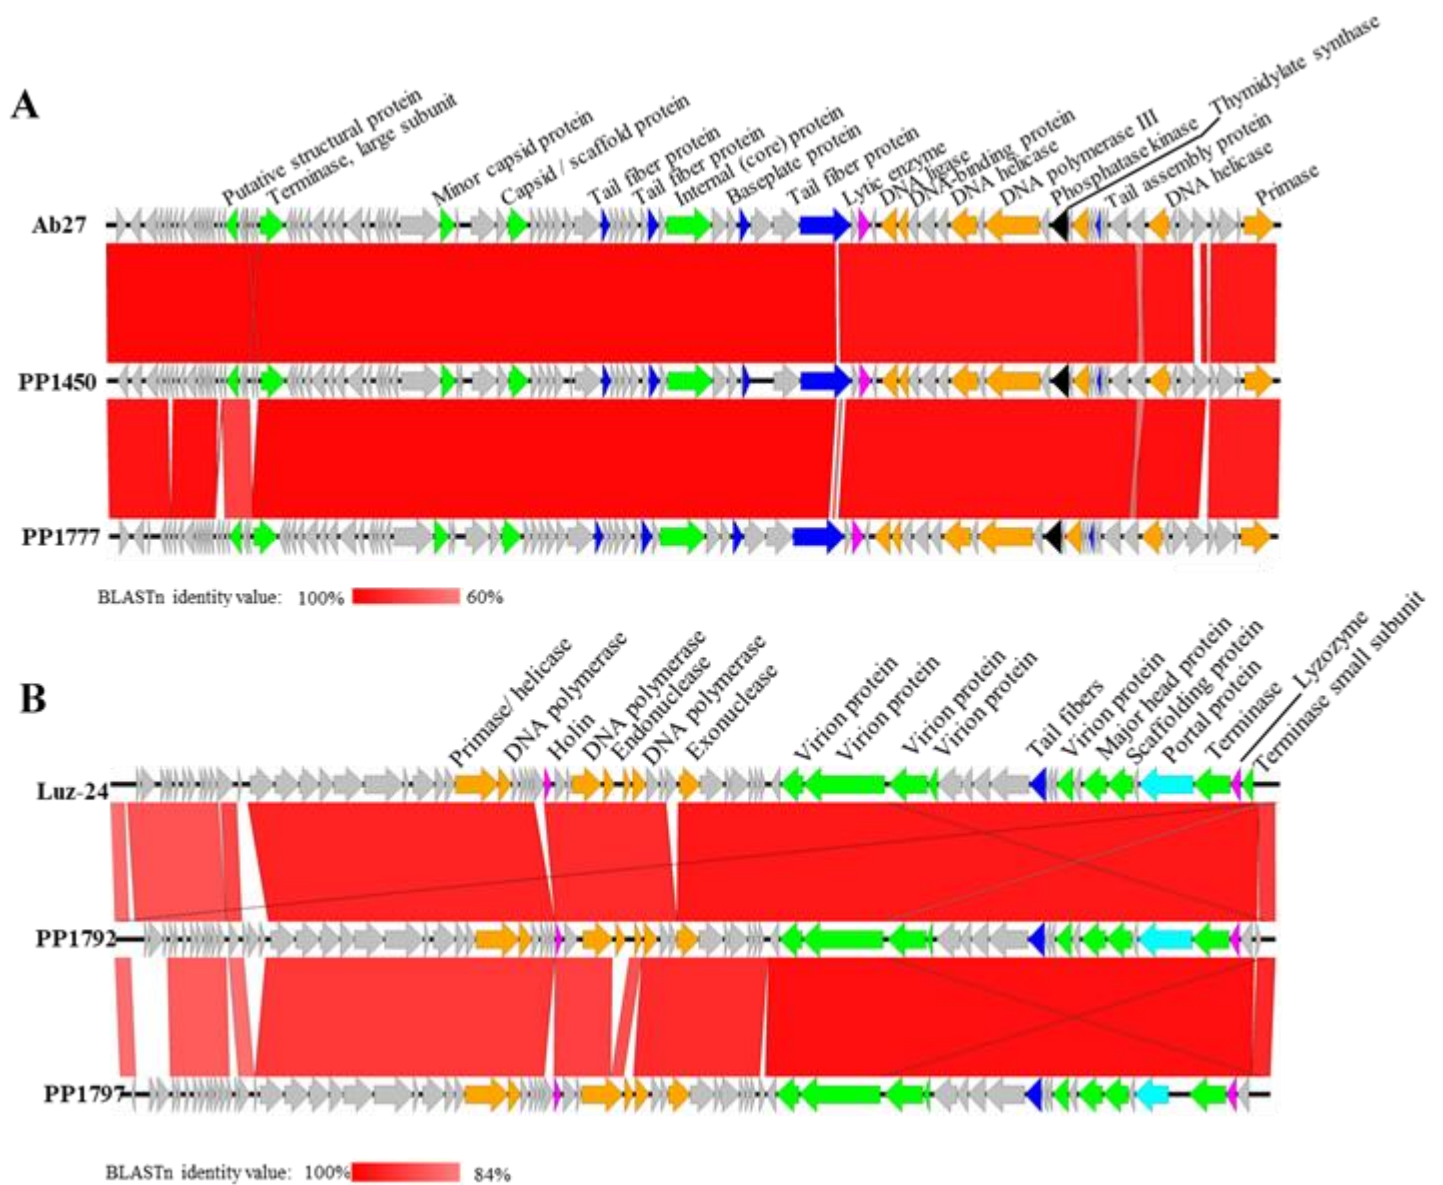 A
Putative structural protein
Terminase, large subunit
Minor capsid protein
Capsid / scaffold protein
Tail fiber protein
Tail fiber protein
Internal (core) protein
Baseplate protein
Tail fiber protein
Lytic enzyme
DNA ligase
DNA-binding protein
DNA helicase
DNA polymerase III
Phosphatase kinase
Thymidylate synthase
Tail assembly protein
DNA helicase
Primase
Ab27
PP1450
PP1777
BLASTn identity value: 100% 60%
B
Primase/ helicase
DNA polymerase
Holin
DNA polymerase
Endonuclease
DNA polymerase
Exonuclease
Virion protein
Virion protein
Virion protein
Virion protein
Tail fibers
Virion protein
Major head protein
Scaffolding protein
Portal protein
Terminase
Lyzozyme
Terminase small subunit
Luz-24
PP1792
PP1797
BLASTn identity value: 100% 84%